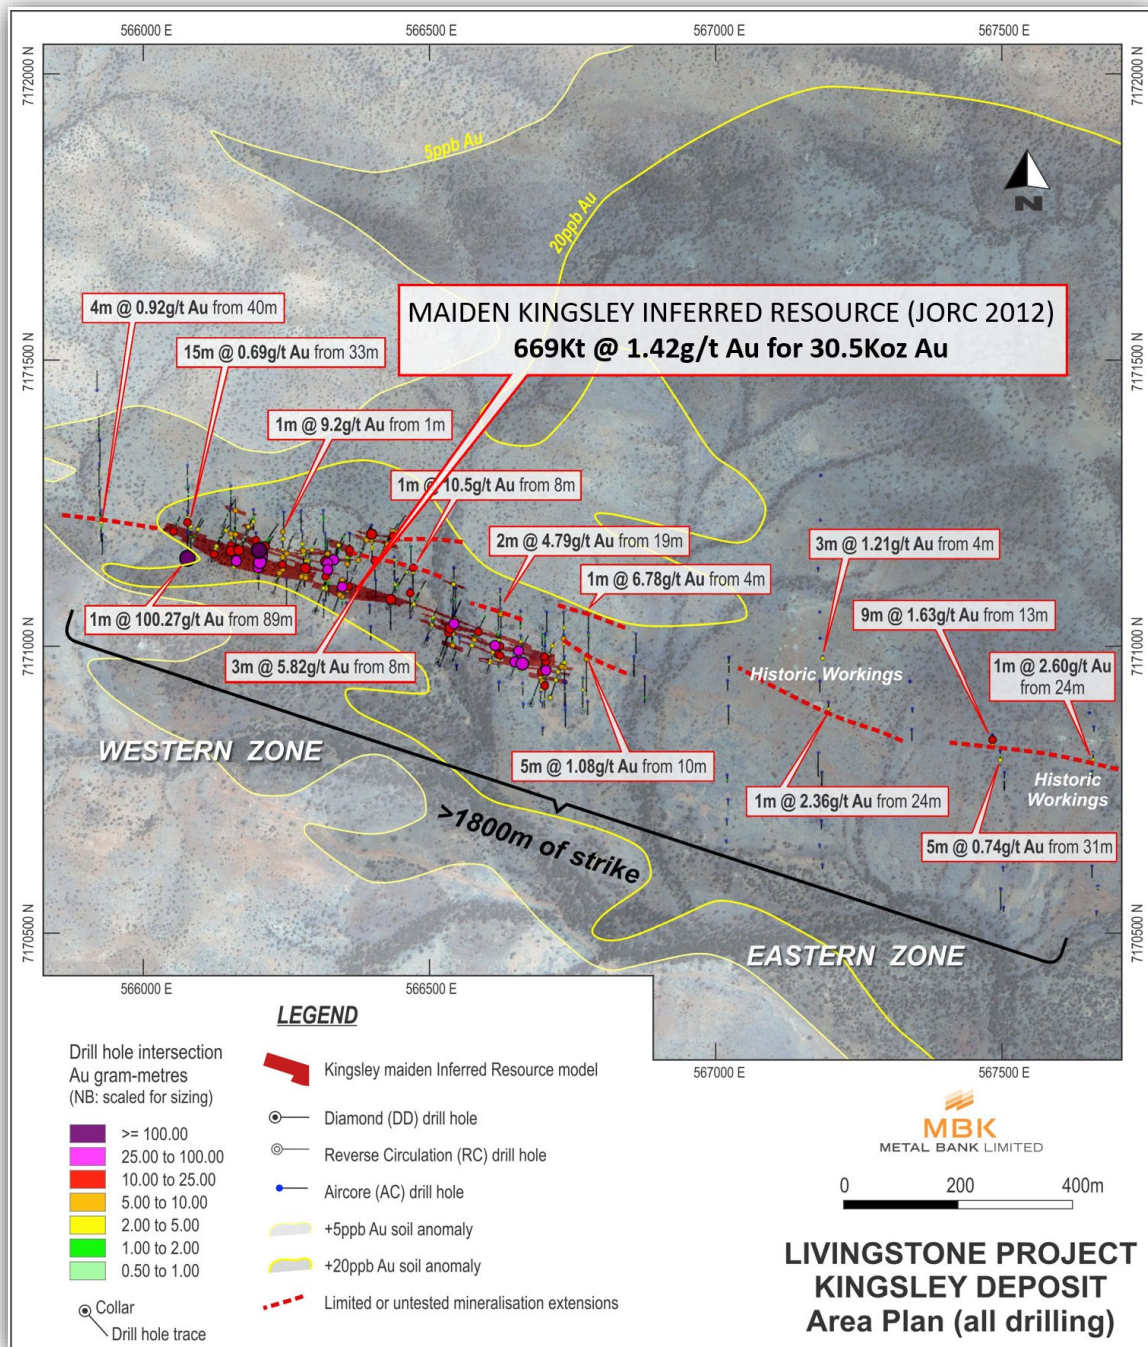 566000 E
566500 E
567000 E
567500 E
7172000 N
7172000 N
5ppb Au
20ppb Au
N
4m @ 0.92g/t Au from 40m
MAIDEN KINGSLEY INFERRED RESOURCE (JORC 2012)
669Kt @ 1.42g/t Au for 30.5Koz Au
15m @ 0.69g/t Au from 33m
7171500 N
7171500 N
1m @ 9.2g/t Au from 1m
1m @ 10.5g/t Au from 8m
2m @ 4.79g/t Au from 19m
3m @ 1.21g/t Au from 4m
1m @ 6.78g/t Au from 4m
9m @ 1.63g/t Au from 13m
1m @ 100.27g/t Au from 89m
7171000 N
7171000 N
3m @ 5.82g/t Au from 8m
Historic Workings
1m @ 2.60g/t Au
from 24m
WESTERN ZONE
5m @ 1.08g/t Au from 10m
1m @ 2.36g/t Au from 24m
Historic
Workings
>1800m of strike
5m @ 0.74g/t Au from 31m
7170500 N
7170500 N
EASTERN ZONE
566000 E
566500 E
567000 E
567500 E
LEGEND
Drill hole intersection
Au gram-metres
(NB: scaled for sizing)
>= 100.00
25.00 to 100.00
10.00 to 25.00
5.00 to 10.00
2.00 to 5.00
1.00 to 2.00
0.50 to 1.00
Collar
Drill hole trace
Kingsley maiden Inferred Resource model
Diamond (DD) drill hole
Reverse Circulation (RC) drill hole
Aircore (AC) drill hole
+5ppb Au soil anomaly
+20ppb Au soil anomaly
Limited or untested mineralisation extensions
MBK
METAL BANK LIMITED
0 200 400m
LIVINGSTONE PROJECT
KINGSLEY DEPOSIT
Area Plan (all drilling)